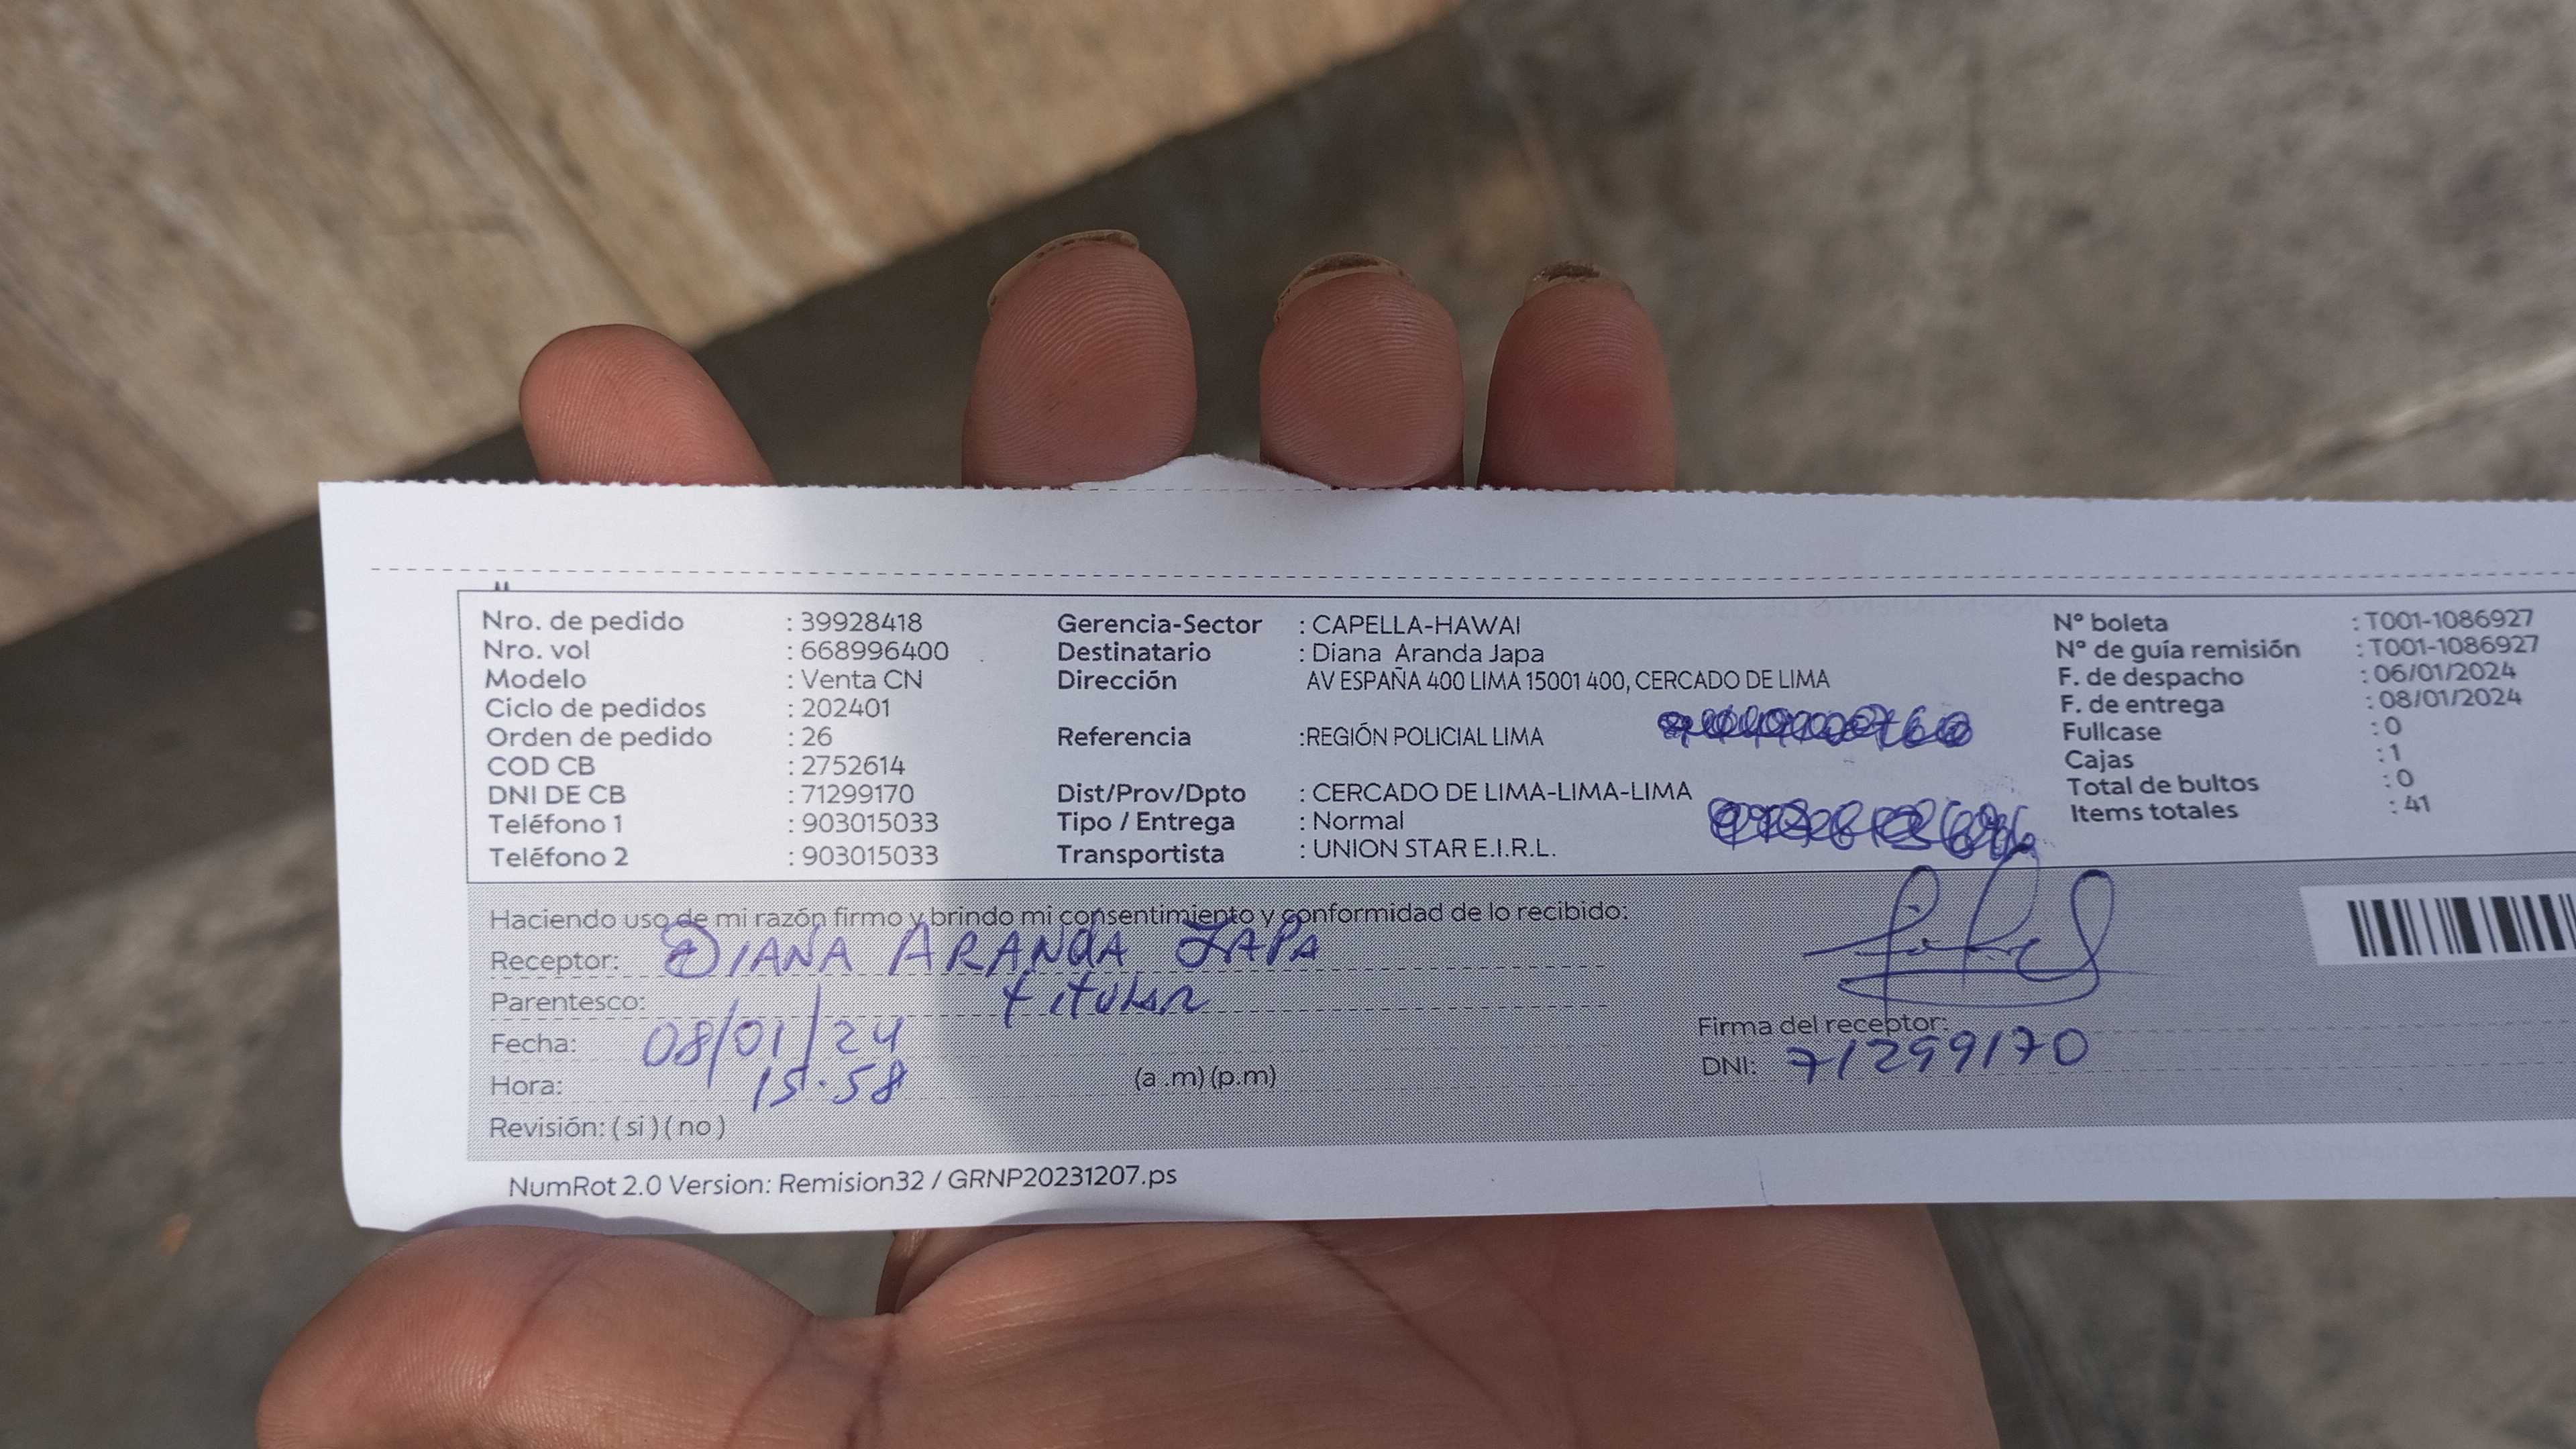 Nro. de pedido : 39928418
Nro. vol : 668996400
Modelo : Venta CN
Ciclo de pedidos : 202401
Orden de pedido : 26
COD CB : 2752614
DNI DE CB : 71299170
Teléfono 1 : 903015033
Teléfono 2 : 903015033
Gerencia-Sector : CAPELLA-HAWAI
Destinatario : Diana Aranda Japa
Dirección AV ESPAÑA 400 LIMA 15001 400, CERCADO DE LIMA
Referencia :REGIÓN POLICIAL LIMA
Dist/Prov/Dpto : CERCADO DE LIMA-LIMA-LIMA
Tipo / Entrega : Normal
Transportista : UNION STAR E.I.R.L.
N° boleta : T001-1086927
N° de guía remisión : T001-1086927
F. de despacho : 06/01/2024
F. de entrega : 08/01/2024
Fullcase : 0
Cajas : 1
Total de bultos : 0
Items totales : 41
Haciendo uso de mi razón firmo y brindo mi consentimiento y conformidad de lo recibido:
Receptor: DIANA ARANDA JAPA
Parentesco: titular
Fecha: 08/01/24
Hora: 15:58 (a .m) (p.m)
Revisión: ( si ) ( no )
Firma del receptor:
DNI: 71299170
NumRot 2.0 Version: Remision32 / GRNP20231207.ps